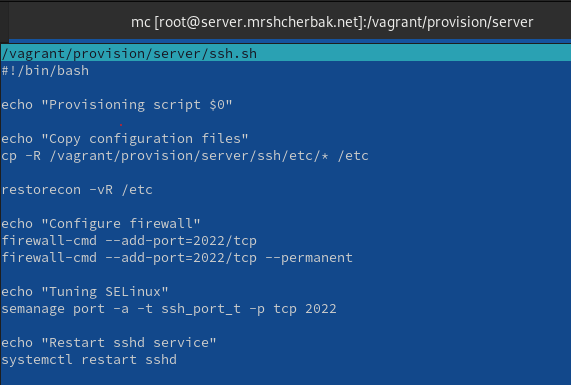 mc [root@server.mrshcherbak.net]:/vagrant/provision/server
/vagrant/provision/server/ssh.sh
#!/bin/bash
echo "Provisioning script $0"
echo "Copy configuration files"
cp -R /vagrant/provision/server/ssh/etc/* /etc
restorecon -vR /etc
echo "Configure firewall"
firewall-cmd --add-port=2022/tcp
firewall-cmd --add-port=2022/tcp --permanent
echo "Tuning SELinux"
semanage port -a -t ssh_port_t -p tcp 2022
echo "Restart sshd service"
systemctl restart sshd